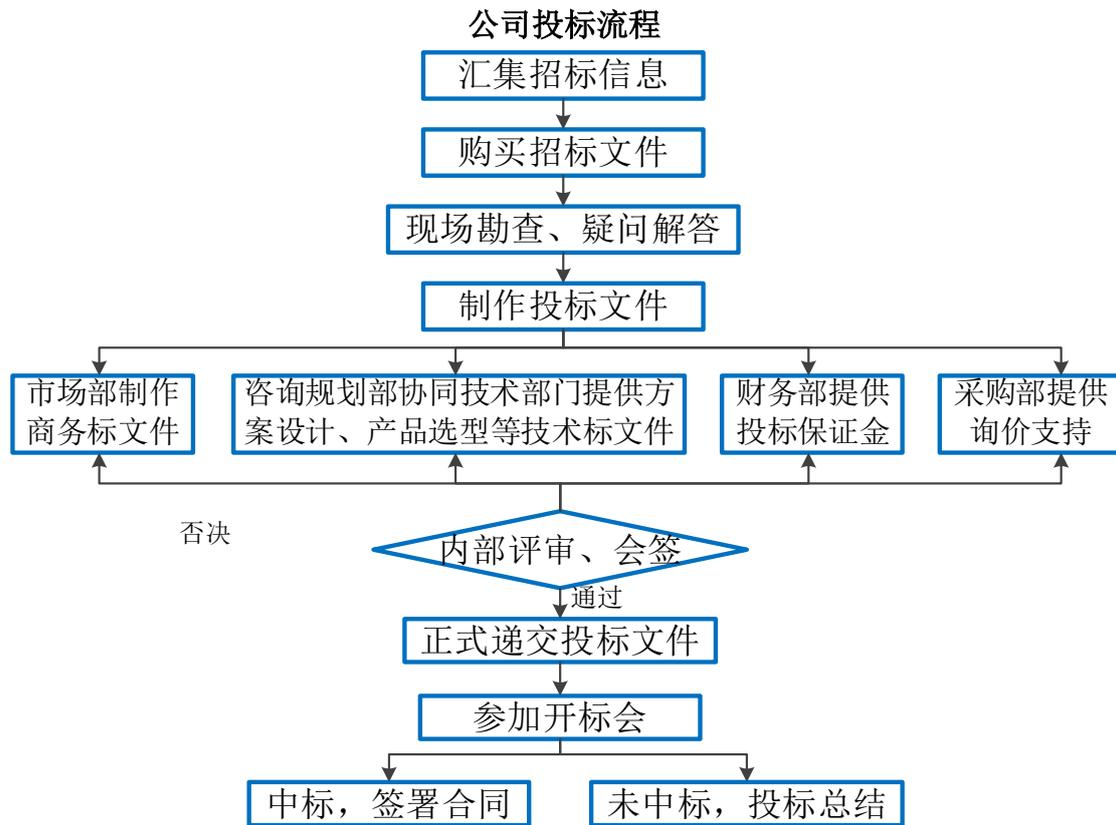 公司投标流程
汇集招标信息
购买招标文件
现场勘查、疑问解答
制作投标文件
市场部制作
商务标文件
咨询规划部协同技术部门提供方
案设计、产品选型等技术标文件
财务部提供
投标保证金
采购部提供
询价支持
否决
内部评审、会签
通过
正式递交投标文件
参加开标会
中标，签署合同
未中标，投标总结